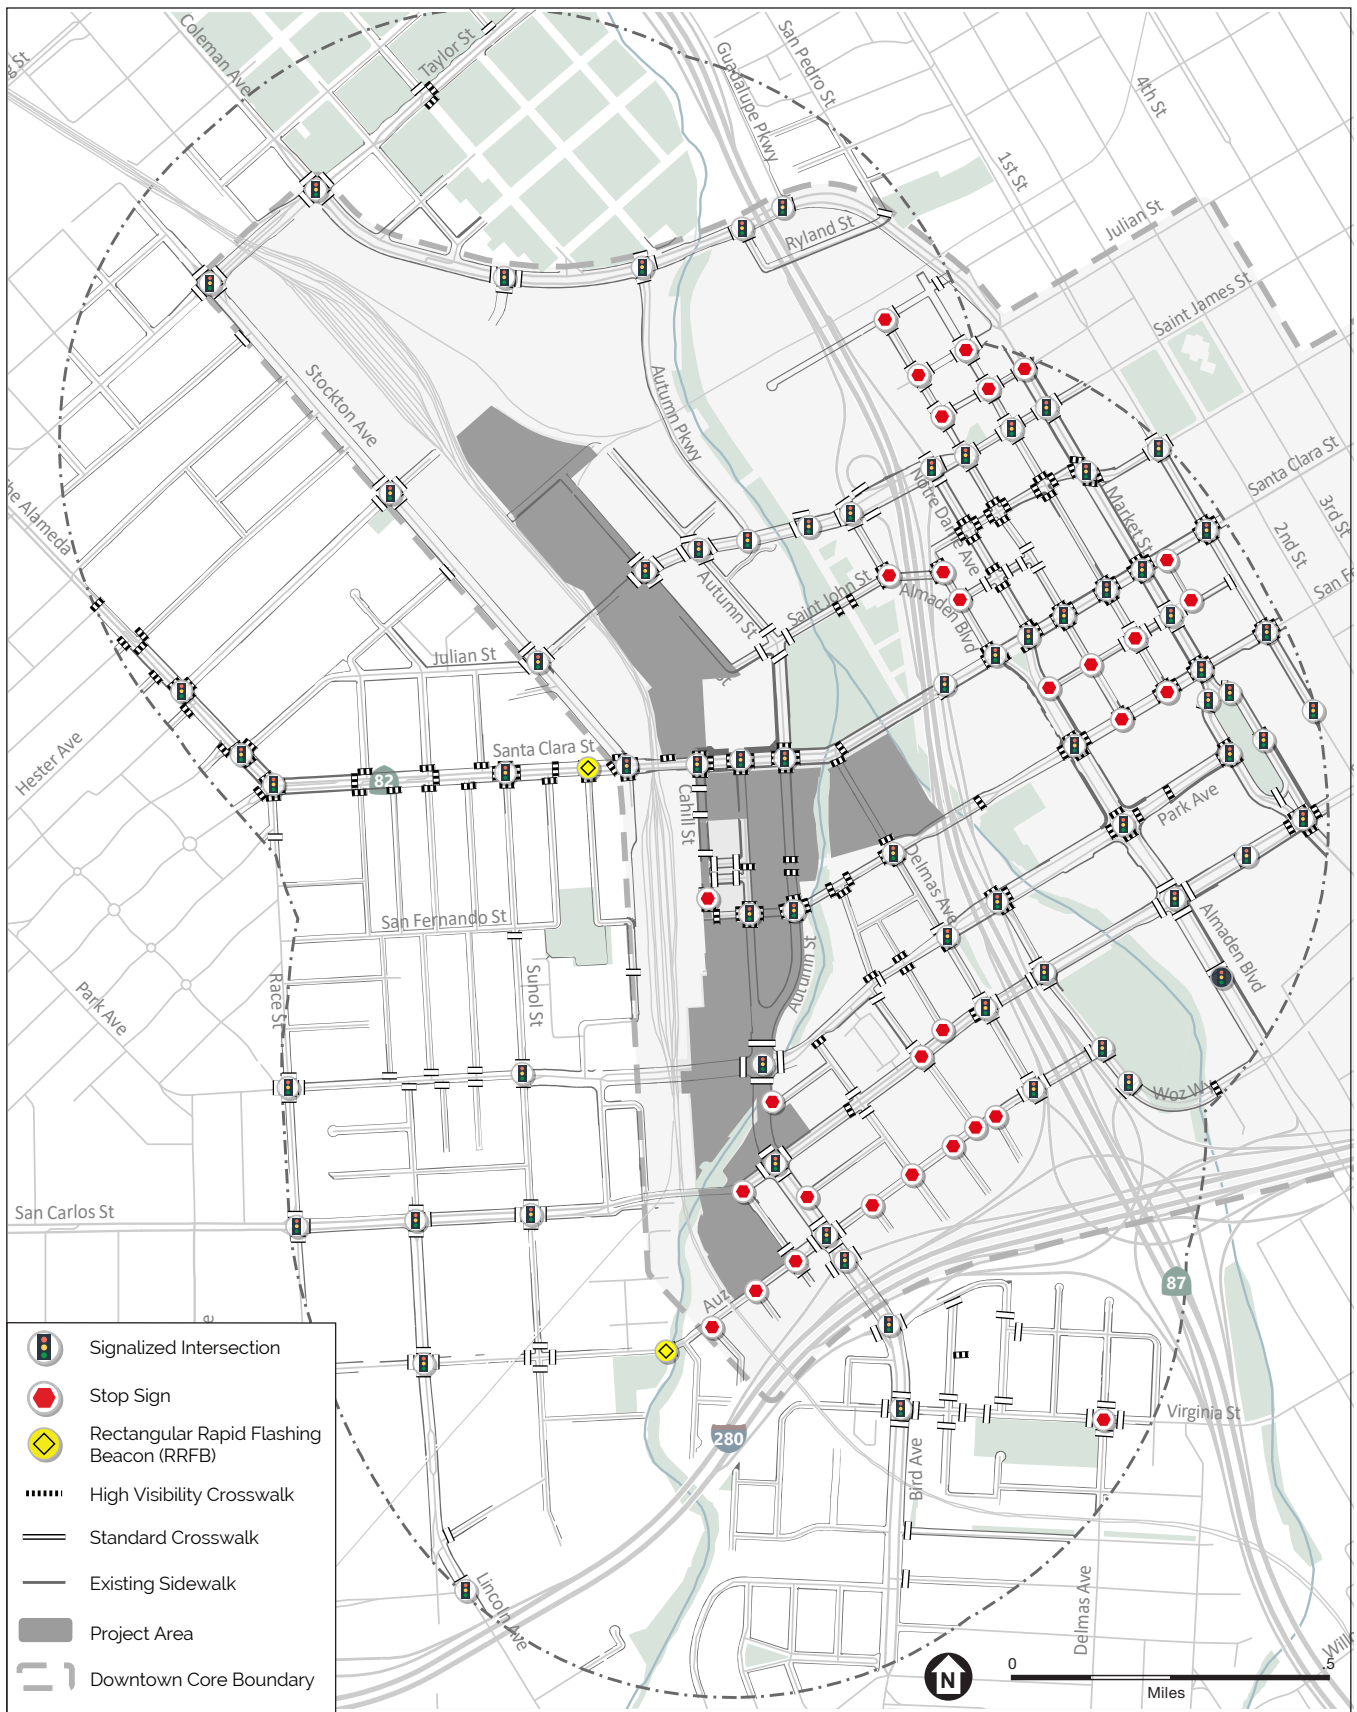 Coleman Ave
Taylor St
Guadalupe Pkwy
San Pedro St
4th St
1st St
Julian St
Ryland St
Saint James St
Stockton Ave
Autumn Pkwy
Santa Clara St
3rd St
2nd St
Notre Dame Ave
Market St
Alameda
Autumn St
Saint John St
Almaden Blvd
Julian St
Hester Ave
Santa Clara St
82
Cahill St
Park Ave
Delmas Ave
San Fernando St
Autumn St
Almaden Blvd
Park Ave
Race St
Sunol St
Woz W
San Carlos St
87
Auz
Virginia St
280
Bird Ave
Lincoln Ave
Delmas Ave
Signalized Intersection
Stop Sign
Rectangular Rapid Flashing
Beacon (RRFB)
High Visibility Crosswalk
Standard Crosswalk
Existing Sidewalk
Project Area
Downtown Core Boundary
N
0 .5
Miles